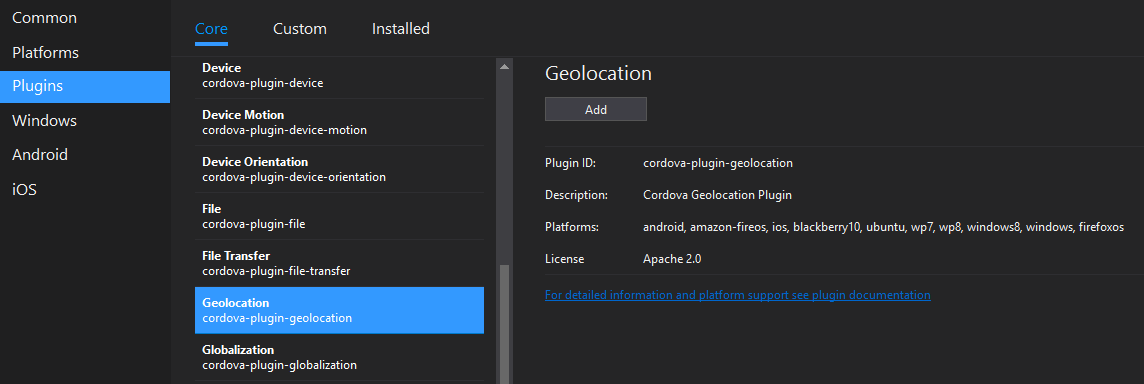 Common
Platforms
Plugins
Windows
Android
iOS
Core Custom Installed
Device
cordova-plugin-device
Device Motion
cordova-plugin-device-motion
Device Orientation
cordova-plugin-device-orientation
File
cordova-plugin-file
File Transfer
cordova-plugin-file-transfer
Geolocation
cordova-plugin-geolocation
Globalization
cordova-plugin-globalization
Geolocation
Add
Plugin ID: cordova-plugin-geolocation
Description: Cordova Geolocation Plugin
Platforms: android, amazon-fireos, ios, blackberry10, ubuntu, wp7, wp8, windows8, windows, firefoxos
License Apache 2.0
For detailed information and platform support see plugin documentation